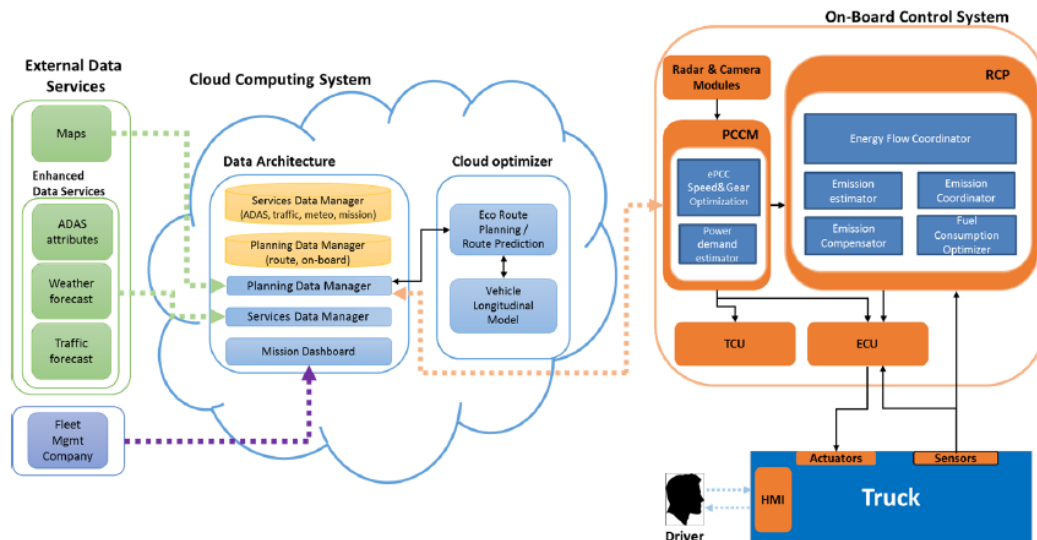 On-Board Control System
External Data
Services
Cloud Computing System
Maps
Enhanced
Data Services
ADAS
attributes
Weather
forecast
Traffic
forecast
Fleet
Mgmt
Company
Data Architecture
Services Data Manager
(ADAS, traffic, meteo, mission)
Planning Data Manager
(route, on-board)
Planning Data Manager
Services Data Manager
Mission Dashboard
Cloud optimizer
Eco Route
Planning /
Route Prediction
Vehicle
Longitudinal
Model
Radar & Camera
Modules
PCCM
ePCC
Speed&Gear
Optimization
Power
demand estimator
RCP
Energy Flow Coordinator
Emission
estimator
Emission
Coordinator
Emission
Compensator
Fuel
Consumption
Optimizer
TCU
ECU
Actuators
Sensors
HMI
Truck
Driver